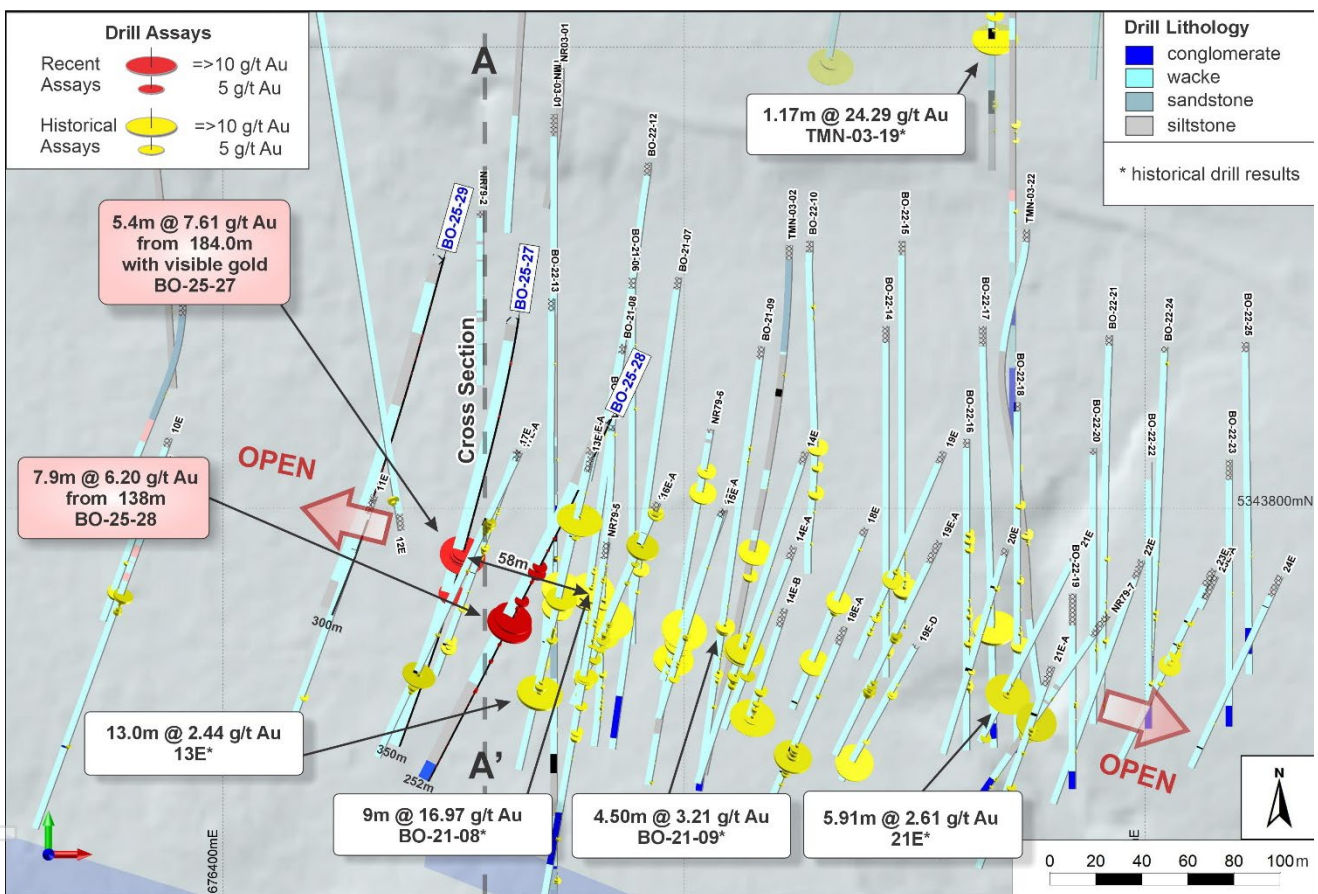 Drill Assays
Recent
Assays
=>10 g/t Au
5 g/t Au
Historical
Assays
=>10 g/t Au
5 g/t Au
Drill Lithology
conglomerate
wacke
sandstone
siltstone
* historical drill results
1.17m @ 24.29 g/t Au
TMN-03-19*
5.4m @ 7.61 g/t Au
from 184.0m
with visible gold
BO-25-27
7.9m @ 6.20 g/t Au
from 138m
BO-25-28
13.0m @ 2.44 g/t Au
13E*
9m @ 16.97 g/t Au
BO-21-08*
4.50m @ 3.21 g/t Au
BO-21-09*
5.91m @ 2.61 g/t Au
21E*
A
Cross Section
A'
OPEN
OPEN
58m
300m
350m
252m
BO-25-29
BO-25-27
BO-25-28
NR03-01
NR79-2
BO-22-13
BO-22-12
BO-21-06
BO-21-08
BO-21-07
TMN-03-02
BO-22-10
BO-21-09
BO-22-15
BO-22-14
BO-22-17
TMN-03-22
BO-22-18
BO-22-16
BO-22-21
BO-22-20
BO-22-24
BO-22-22
BO-22-25
BO-22-23
BO-22-19
NR79-6
NR79-5
NR79-7
10E
11E
12E
17E
13E
16E-A
15E-A
14E
14E-A
14E-B
18E
18E-A
19E
19E-A
19E-D
20E
21E
21E-A
22E
23E
24E
5343800mN
676400mE
N
0 20 40 60 80 100m